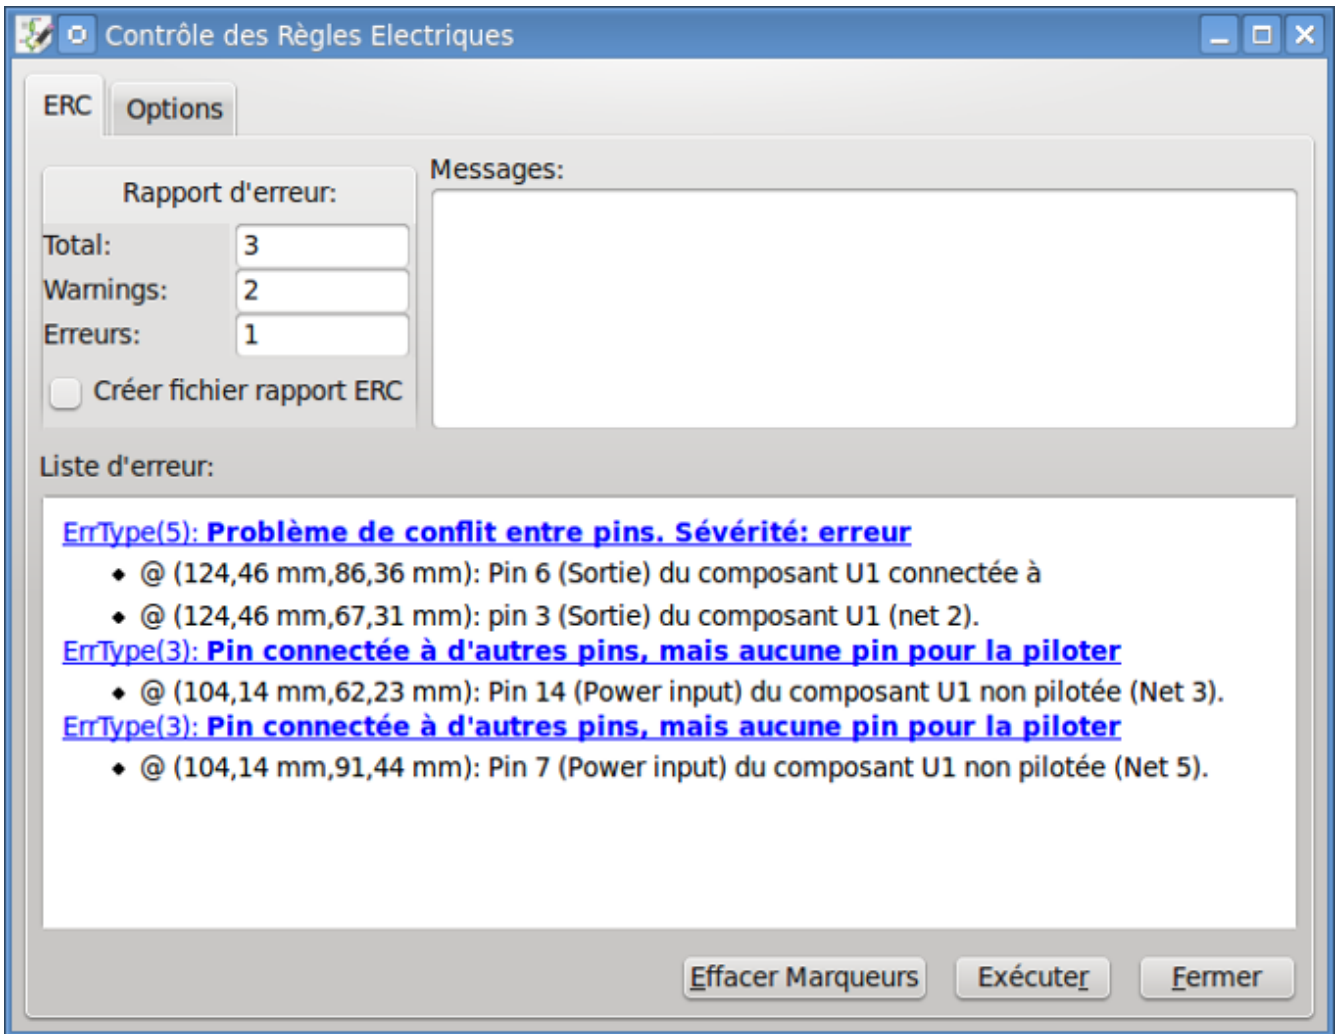 Contrôle des Règles Electriques
ERC
Options
Rapport d'erreur:
Total:
3
Warnings:
2
Erreurs:
1
Créer fichier rapport ERC
Messages:
Liste d'erreur:
ErrType(5): Problème de conflit entre pins. Sévérité: erreur
@ (124,46 mm,86,36 mm): Pin 6 (Sortie) du composant U1 connectée à
@ (124,46 mm,67,31 mm): pin 3 (Sortie) du composant U1 (net 2).
ErrType(3): Pin connectée à d'autres pins, mais aucune pin pour la piloter
@ (104,14 mm,62,23 mm): Pin 14 (Power input) du composant U1 non pilotée (Net 3).
ErrType(3): Pin connectée à d'autres pins, mais aucune pin pour la piloter
@ (104,14 mm,91,44 mm): Pin 7 (Power input) du composant U1 non pilotée (Net 5).
Effacer Marqueurs
Exécuter
Fermer